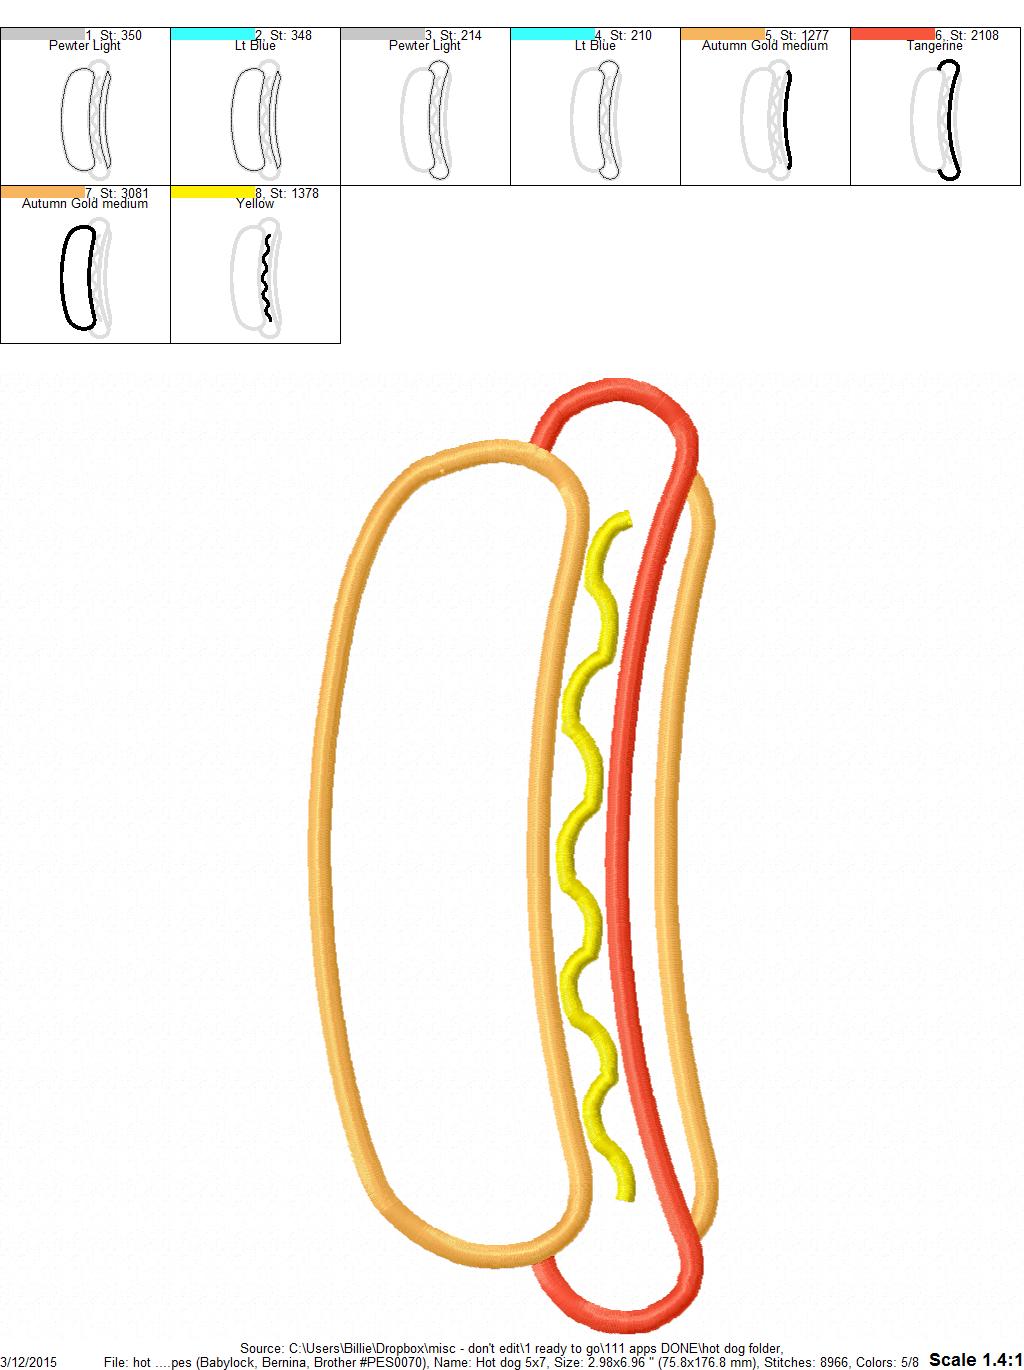 1, St: 350 2, St: 348 3, St: 214 4, St: 210 5, St: 1277 6, St: 2108
Pewter Light Lt Blue Pewter Light Lt Blue Autumn Gold medium Tangerine
7, St: 3081 8, St: 1378
Autumn Gold medium Yellow
Source: C:\Users\Billie\Dropbox\misc - don't edit\1 ready to go\111 apps DONE\hot dog folder,
3/12/2015 File: hot ....pes (Babylock, Bernina, Brother #PES0070), Name: Hot dog 5x7, Size: 2.98x6.96 " (75.8x176.8 mm), Stitches: 8966, Colors: 5/8 Scale 1.4:1